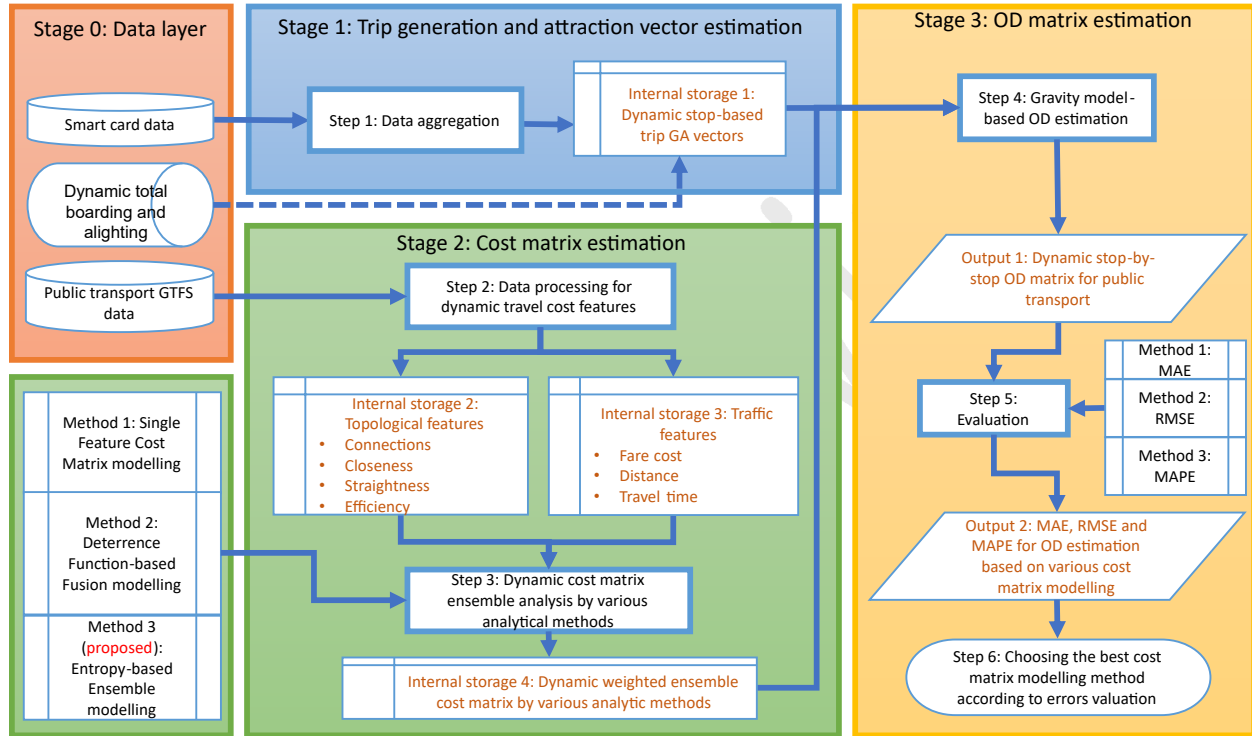 Stage 0: Data layer
Smart card data
Dynamic total
boarding and
alighting
Public transport GTFS
data
Stage 1: Trip generation and attraction vector estimation
Step 1: Data aggregation
Internal storage 1:
Dynamic stop-based
trip GA vectors
Stage 2: Cost matrix estimation
Step 2: Data processing for
dynamic travel cost features
Internal storage 2:
Topological features
• Connections
• Closeness
• Straightness
• Efficiency
Internal storage 3: Traffic
features
• Fare cost
• Distance
• Travel time
Step 3: Dynamic cost matrix
ensemble analysis by various
analytical methods
Internal storage 4: Dynamic weighted ensemble
cost matrix by various analytic methods
Method 1: Single
Feature Cost
Matrix modelling
Method 2:
Deterrence
Function-based
Fusion modelling
Method 3
(proposed):
Entropy-based
Ensemble
modelling
Stage 3: OD matrix estimation
Step 4: Gravity model-
based OD estimation
Output 1: Dynamic stop-by-
stop OD matrix for public
transport
Step 5:
Evaluation
Method 1:
MAE
Method 2:
RMSE
Method 3:
MAPE
Output 2: MAE, RMSE and
MAPE for OD estimation
based on various cost
matrix modelling
Step 6: Choosing the best cost
matrix modelling method
according to errors valuation